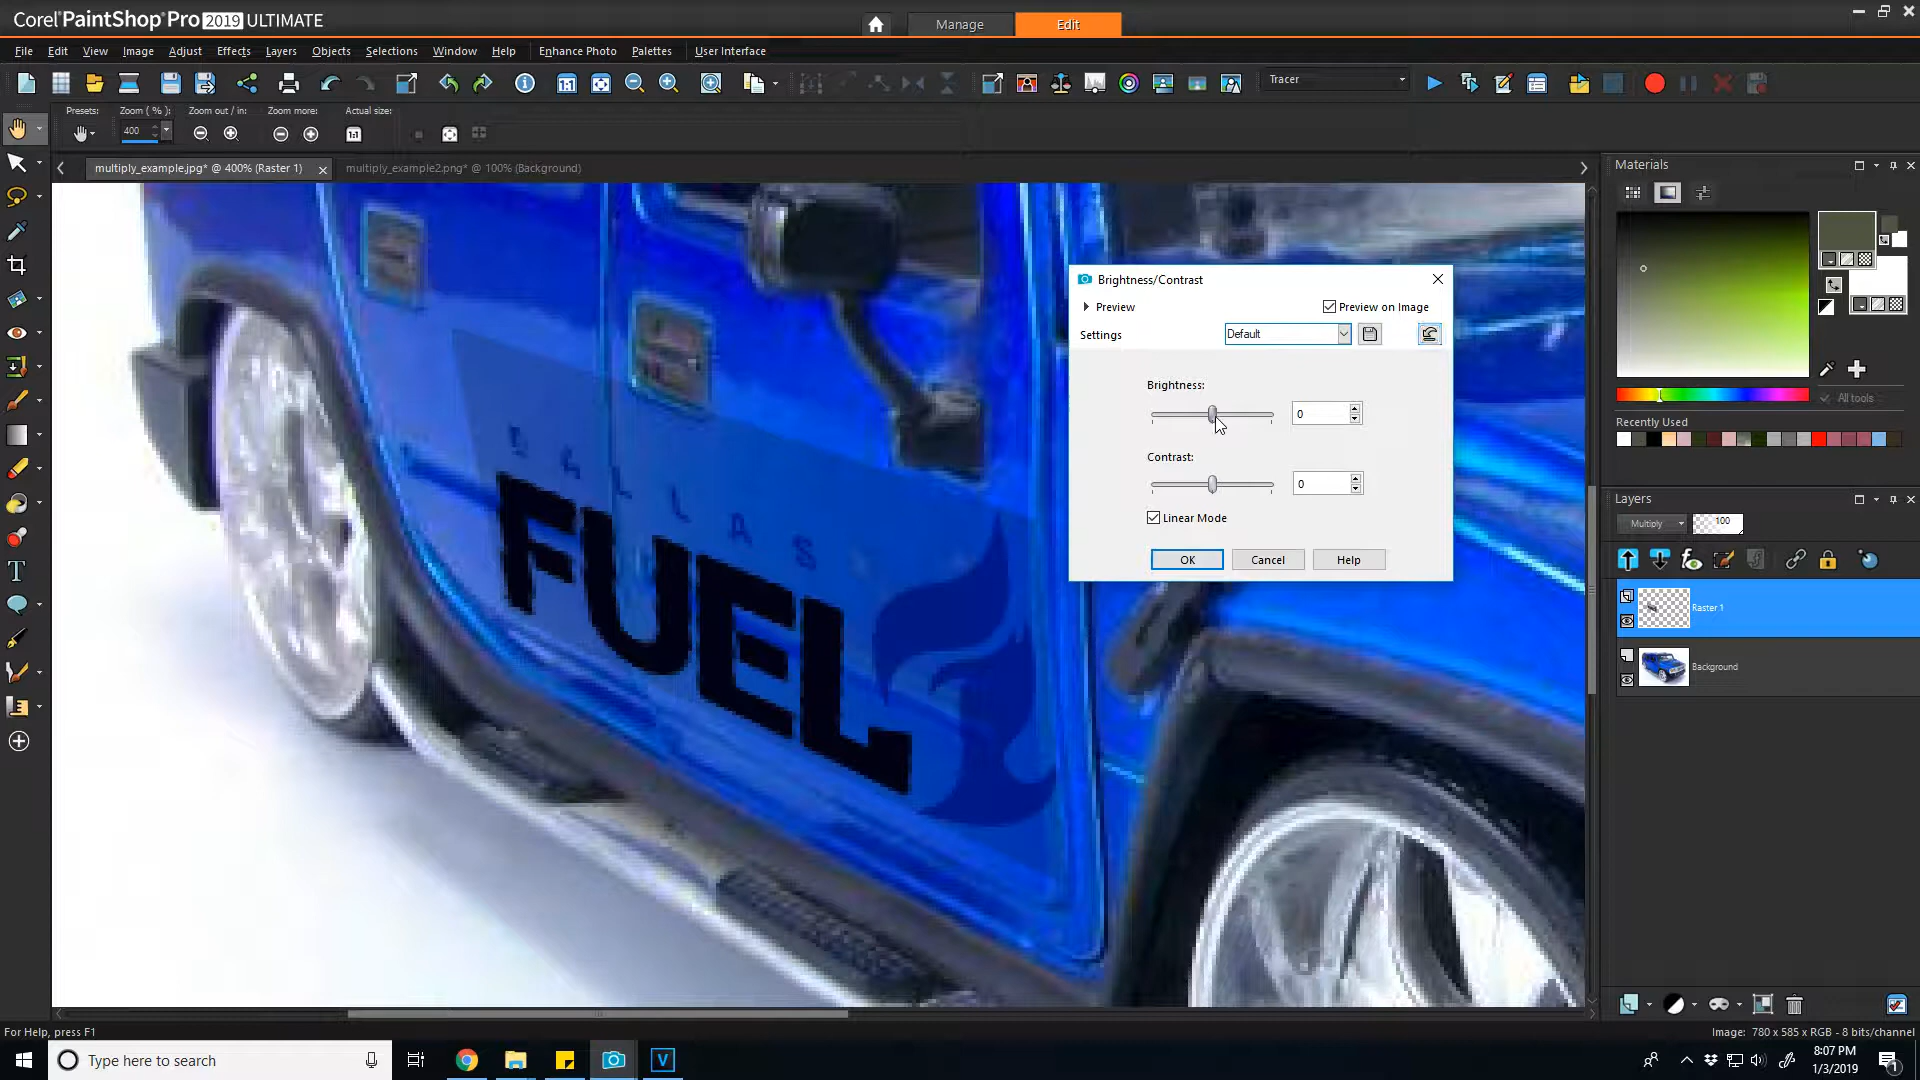 Corel PaintShop Pro 2019 ULTIMATE
Manage
Edit
File Edit View Image Adjust Effects Layers Objects Selections Window Help Enhance Photo Palettes User Interface
Tracer
Presets: Zoom ( % ): Zoom out / in: Zoom more: Actual size:
400
multiply_example.jpg* @ 400% (Raster 1)
multiply_example2.png* @ 100% (Background)
Materials
Brightness/Contrast
Preview
Preview on Image
Settings
Default
Brightness:
0
Contrast:
0
Linear Mode
OK
Cancel
Help
All tools
Recently Used
Layers
Multiply
100
Raster 1
Background
FUEL
For Help, press F1
Image: 780 x 585 x RGB - 8 bits/channel
Type here to search
8:07 PM
1/3/2019